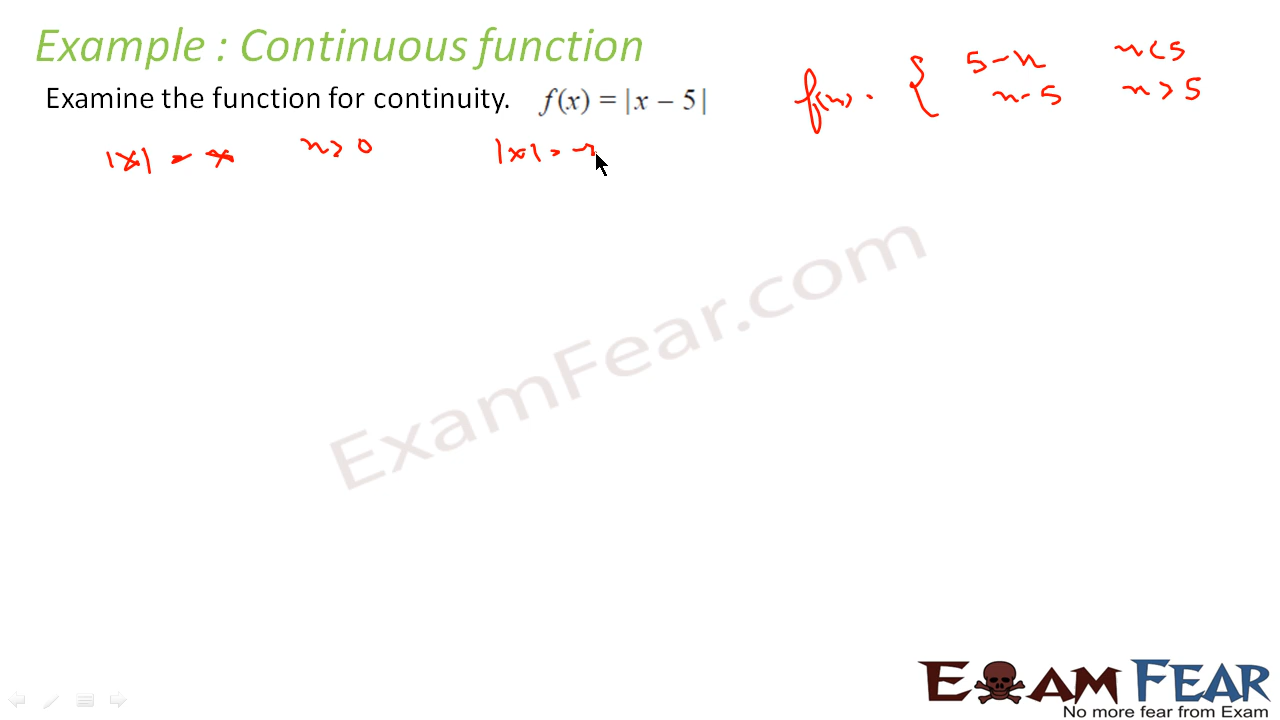 Example : Continuous function
Examine the function for continuity. f(x) = |x – 5|
f(x) = { 5-x x<5
x-5 x>5
|x| = x x≥0 |x| = -x
ExamFear.com
EXAM FEAR
No more fear from Exam